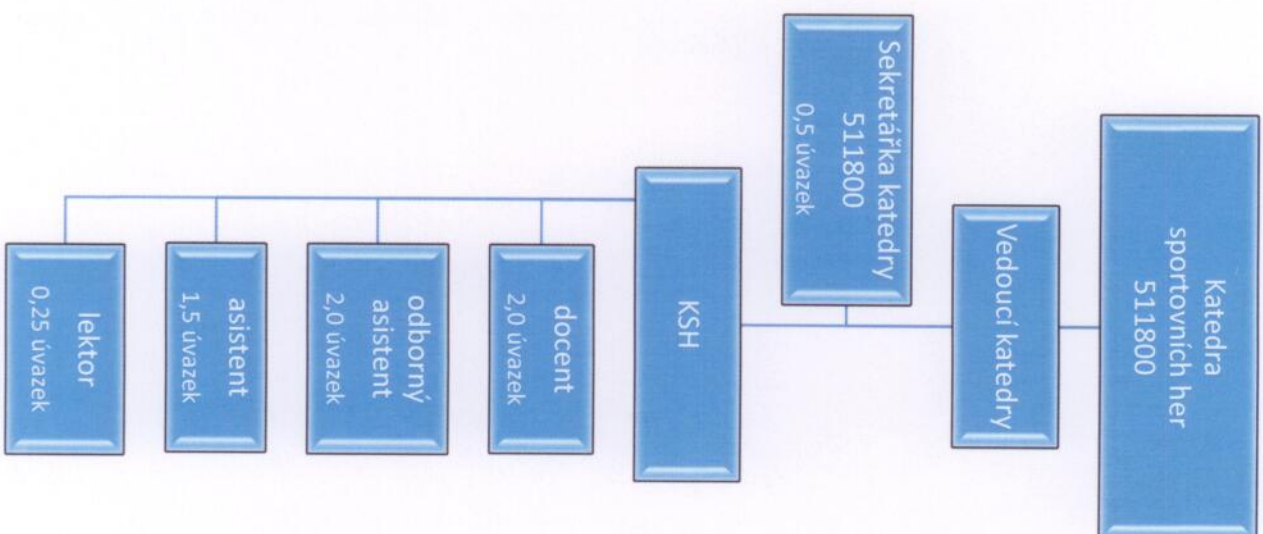 Katedra
sportovních her
511800
Vedoucí katedry
Sekretářka katedry
511800
0,5 úvazek
KSH
docent
2,0 úvazek
odborný
asistent
2,0 úvazek
asistent
1,5 úvazek
lektor
0,25 úvazek